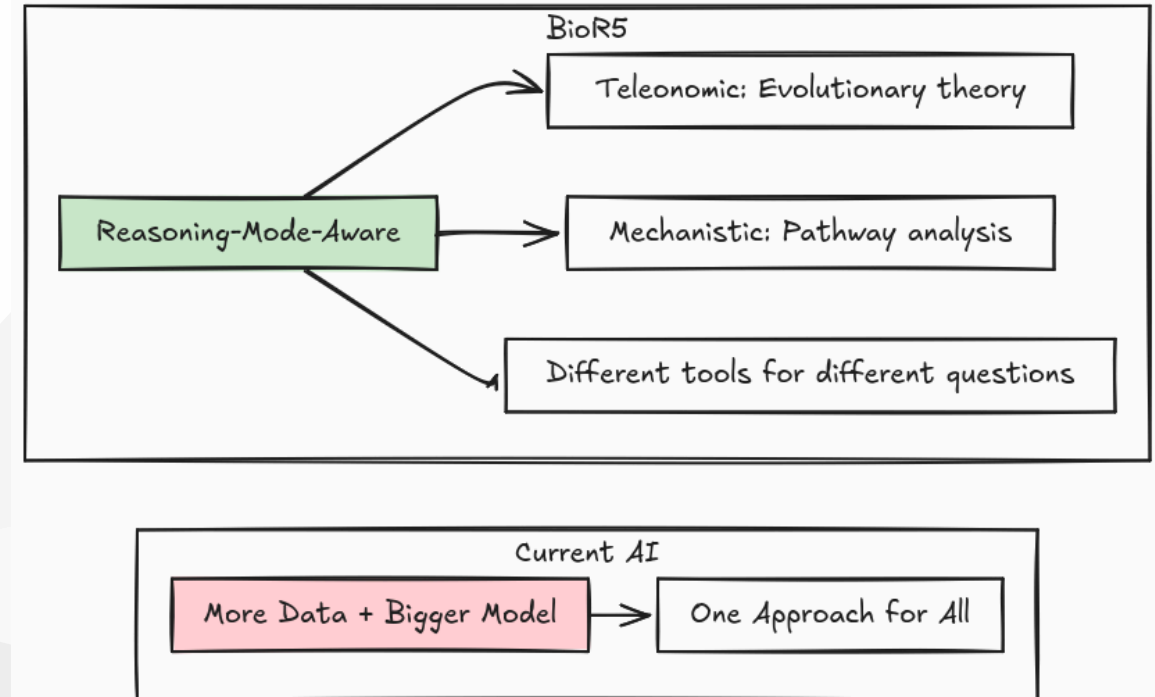 BioR5
Teleonomic: Evolutionary theory
Reasoning-Mode-Aware
Mechanistic: Pathway analysis
Different tools for different questions
Current AI
More Data + Bigger Model
One Approach for All